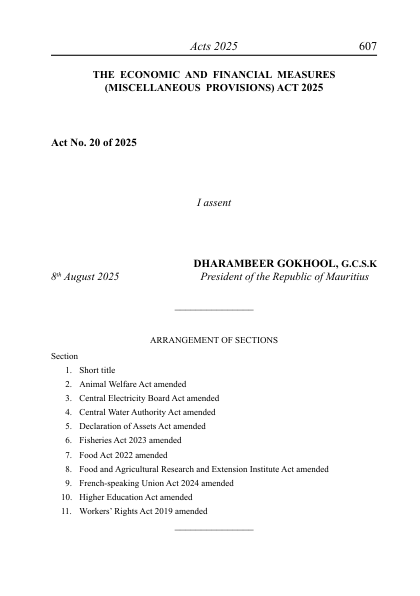 Acts 2025 607
THE ECONOMIC AND FINANCIAL MEASURES
(MISCELLANEOUS PROVISIONS) ACT 2025
Act No. 20 of 2025
I assent
DHARAMBEER GOKHOOL, G.C.S.K
8th August 2025 President of the Republic of Mauritius
ARRANGEMENT OF SECTIONS
Section
1. Short title
2. Animal Welfare Act amended
3. Central Electricity Board Act amended
4. Central Water Authority Act amended
5. Declaration of Assets Act amended
6. Fisheries Act 2023 amended
7. Food Act 2022 amended
8. Food and Agricultural Research and Extension Institute Act amended
9. French-speaking Union Act 2024 amended
10. Higher Education Act amended
11. Workers’ Rights Act 2019 amended